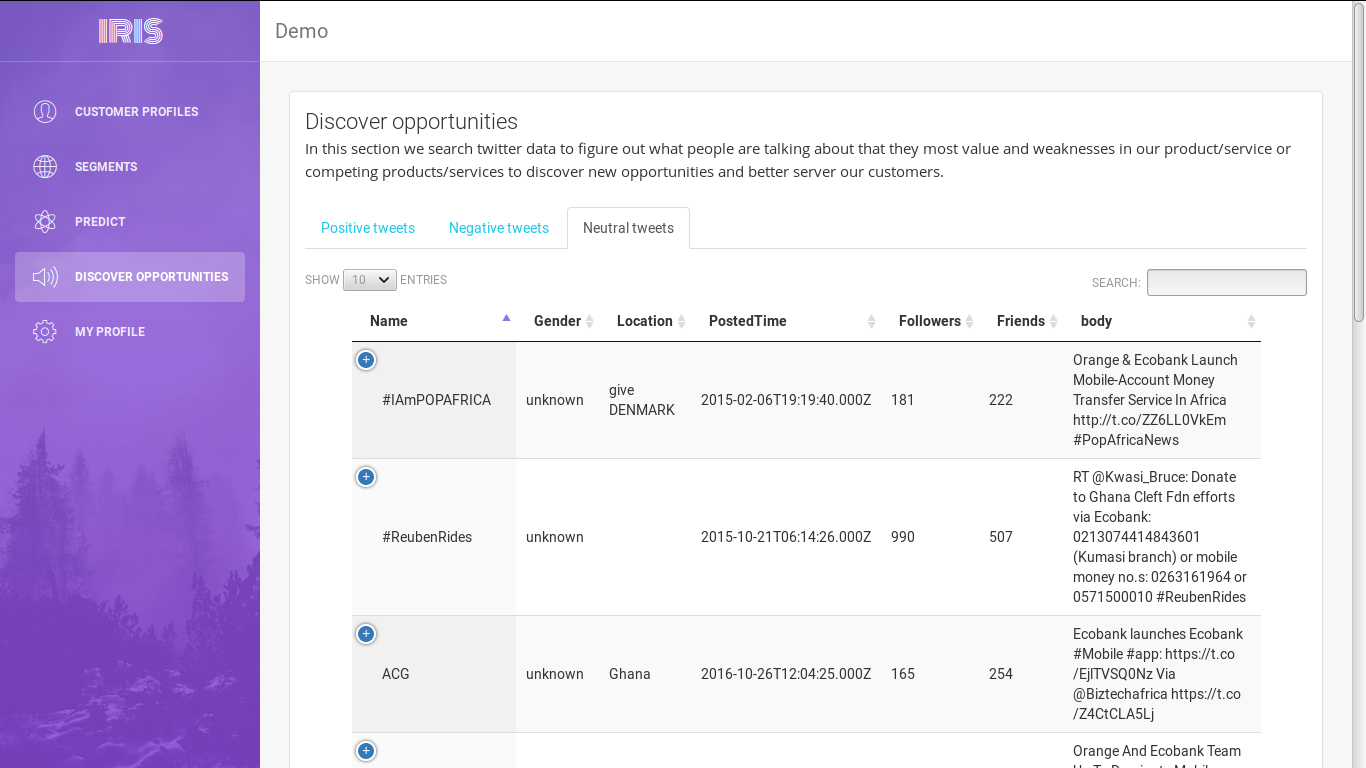 IRIS
Demo
CUSTOMER PROFILES
SEGMENTS
PREDICT
DISCOVER OPPORTUNITIES
MY PROFILE
Discover opportunities
In this section we search twitter data to figure out what people are talking about that they most value and weaknesses in our product/service or
competing products/services to discover new opportunities and better server our customers.
Positive tweets Negative tweets Neutral tweets
SHOW 10 ENTRIES SEARCH:
Name Gender Location PostedTime Followers Friends body
#IAmPOPAFRICA unknown give
DENMARK 2015-02-06T19:19:40.000Z 181 222 Orange & Ecobank Launch
Mobile-Account Money
Transfer Service In Africa
http://t.co/ZZ6LL0VkEm
#PopAfricaNews
#ReubenRides unknown 2015-10-21T06:14:26.000Z 990 507 RT @Kwasi_Bruce: Donate
to Ghana Cleft Fdn efforts
via Ecobank:
0213074414843601
(Kumasi branch) or mobile
money no.s: 0263161964 or
0571500010 #ReubenRides
ACG unknown Ghana 2016-10-26T12:04:25.000Z 165 254 Ecobank launches Ecobank
#Mobile #app: https://t.co
/EjlTVSQ0Nz Via
@Biztechafrica https://t.co
/Z4CtCLA5Lj
Orange And Ecobank Team